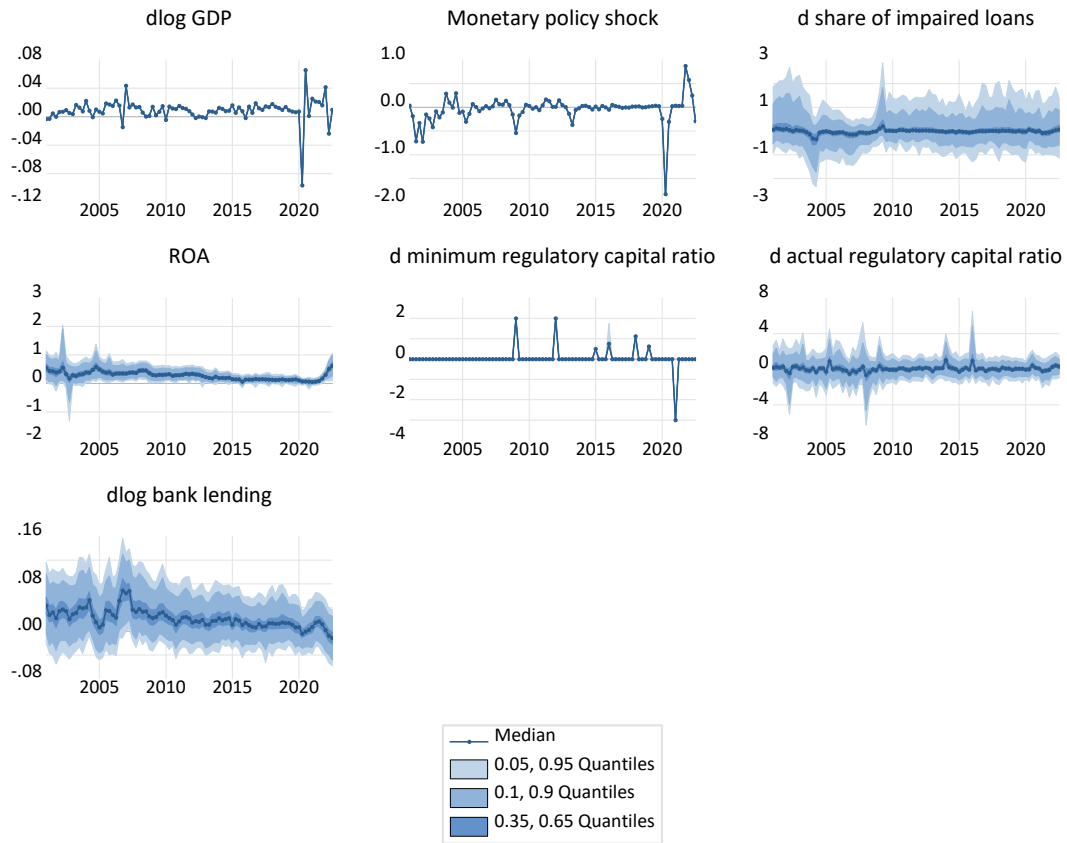 dlog GDP
.08
.04
.00
-.04
-.08
-.12
2005 2010 2015 2020
Monetary policy shock
1.0
0.0
-1.0
-2.0
2005 2010 2015 2020
d share of impaired loans
3
1
-1
-3
2005 2010 2015 2020
ROA
3
2
1
0
-1
-2
2005 2010 2015 2020
d minimum regulatory capital ratio
2
0
-2
-4
2005 2010 2015 2020
d actual regulatory capital ratio
8
4
0
-4
-8
2005 2010 2015 2020
dlog bank lending
.16
.08
.00
-.08
2005 2010 2015 2020
Median
0.05, 0.95 Quantiles
0.1, 0.9 Quantiles
0.35, 0.65 Quantiles